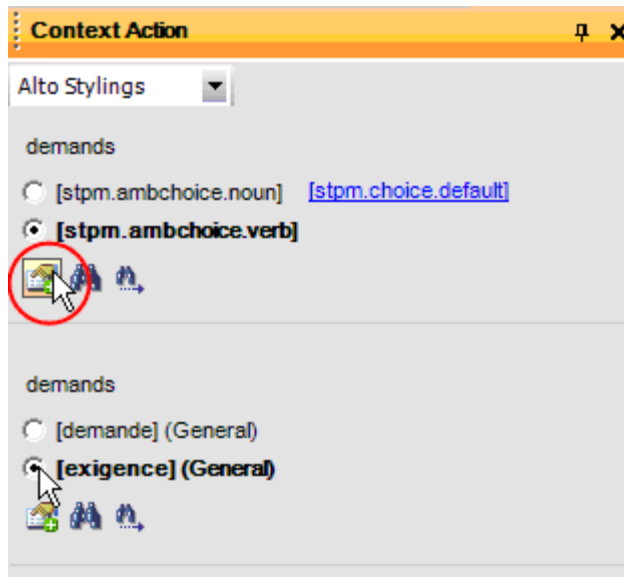 Context Action
Alto Stylings
demands
[stpm.ambchoice.noun] [stpm.choice.default]
[stpm.ambchoice.verb]
demands
[demande] (General)
[exigence] (General)